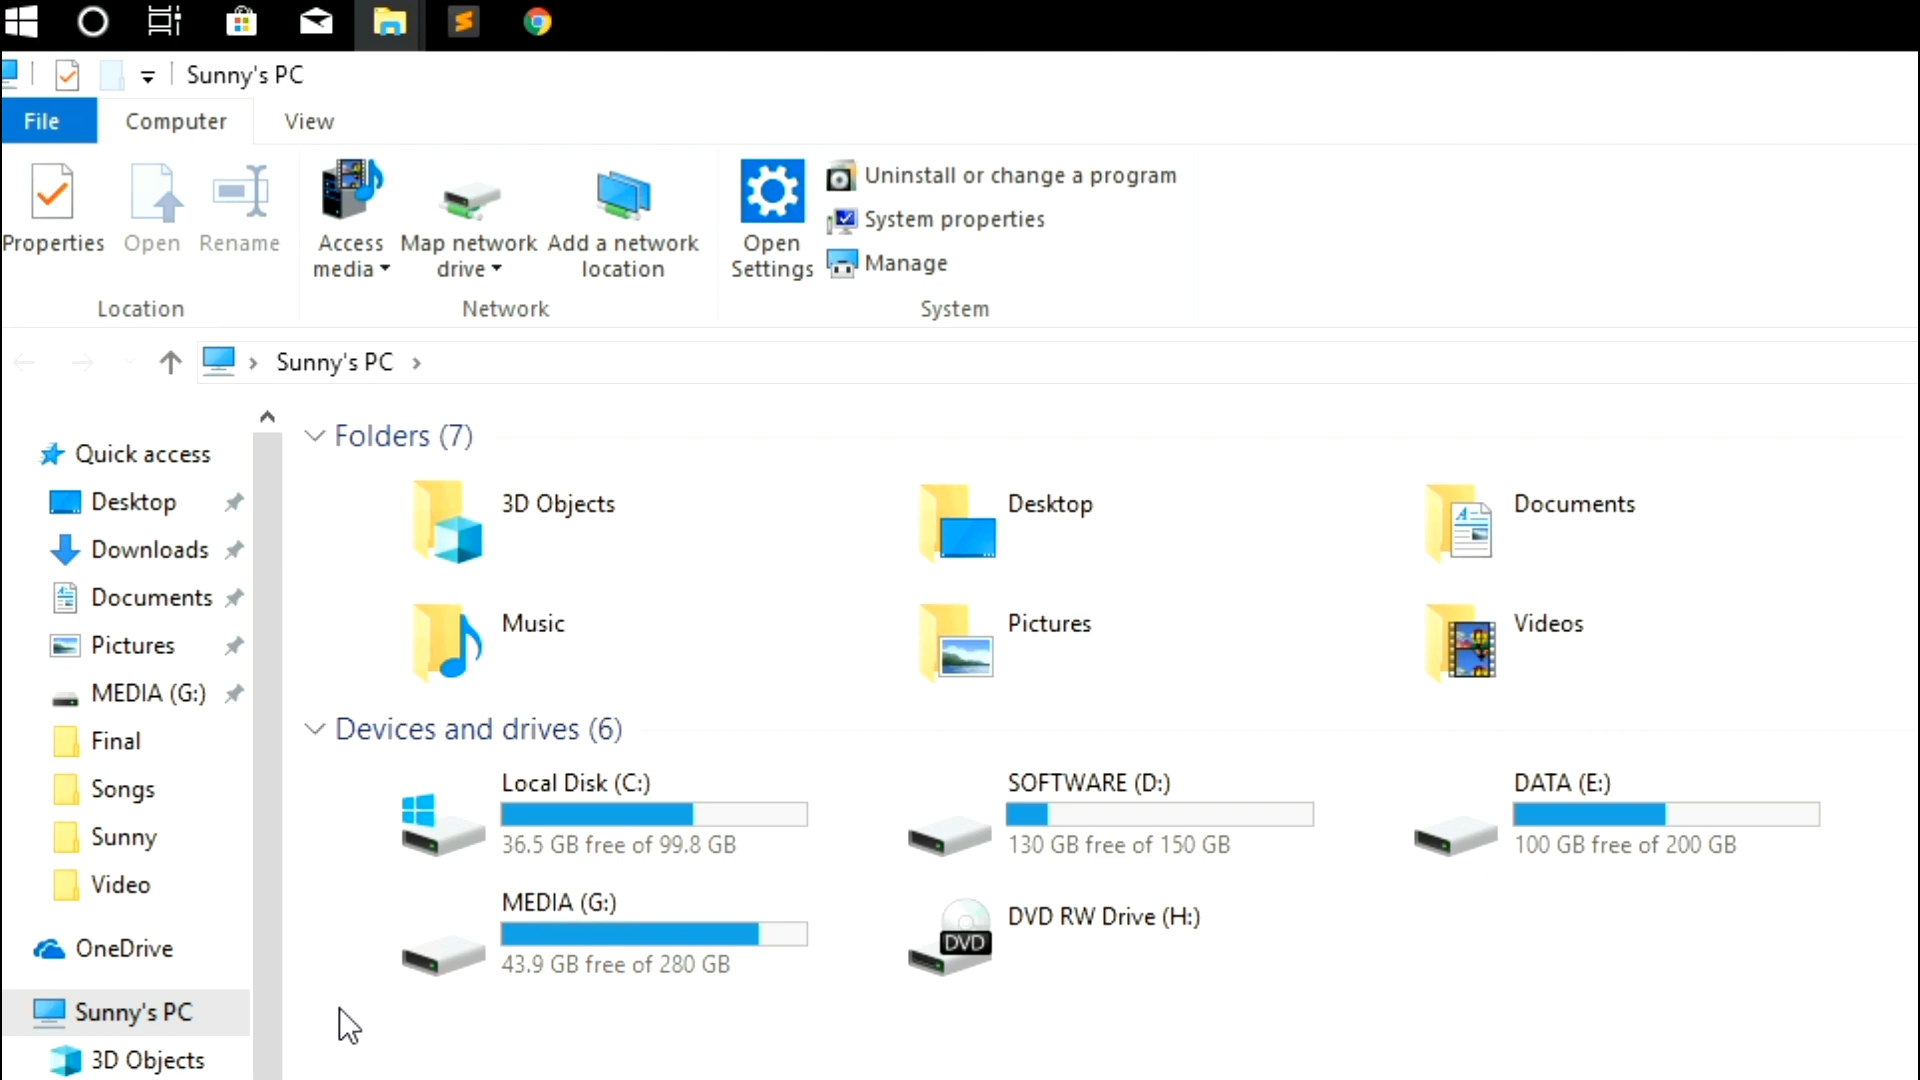 Sunny's PC
File Computer View
Properties Open Rename
Access media
Map network drive
Add a network location
Open Settings
Uninstall or change a program
System properties
Manage
Location Network System
Sunny's PC
Quick access
Desktop
Downloads
Documents
Pictures
MEDIA (G:)
Final
Songs
Sunny
Video
OneDrive
Sunny's PC
3D Objects
Folders (7)
3D Objects
Desktop
Documents
Music
Pictures
Videos
Devices and drives (6)
Local Disk (C:)
36.5 GB free of 99.8 GB
SOFTWARE (D:)
130 GB free of 150 GB
DATA (E:)
100 GB free of 200 GB
MEDIA (G:)
43.9 GB free of 280 GB
DVD
DVD RW Drive (H:)